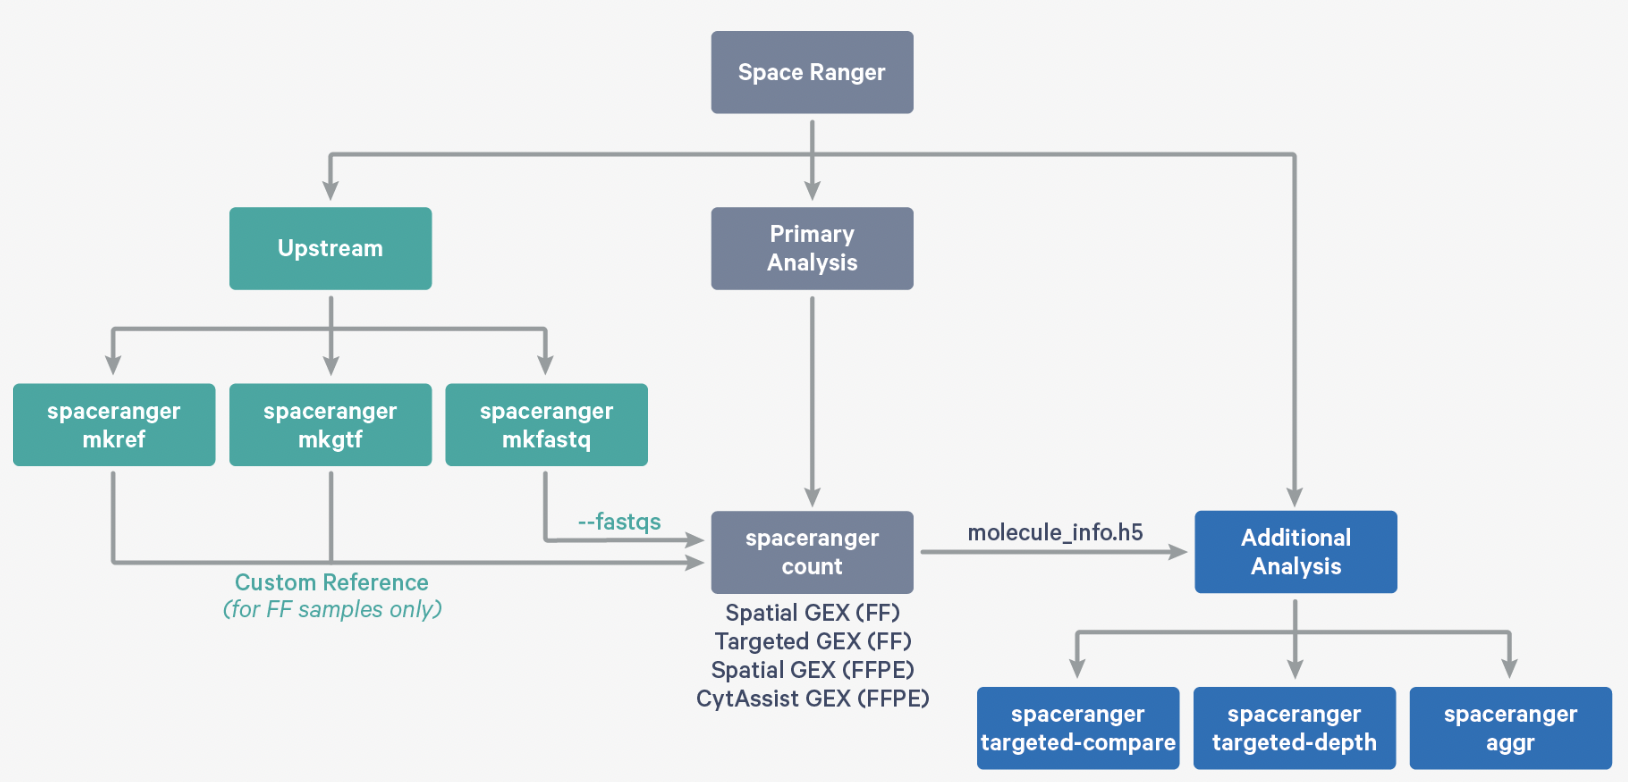 Space Ranger
Upstream
Primary
Analysis
spaceranger
mkref
spaceranger
mkgtf
spaceranger
mkfastq
--fastqs
Custom Reference
(for FF samples only)
spaceranger
count
Spatial GEX (FF)
Targeted GEX (FF)
Spatial GEX (FFPE)
CytAssist GEX (FFPE)
molecule_info.h5
Additional
Analysis
spaceranger
targeted-compare
spaceranger
targeted-depth
spaceranger
aggr